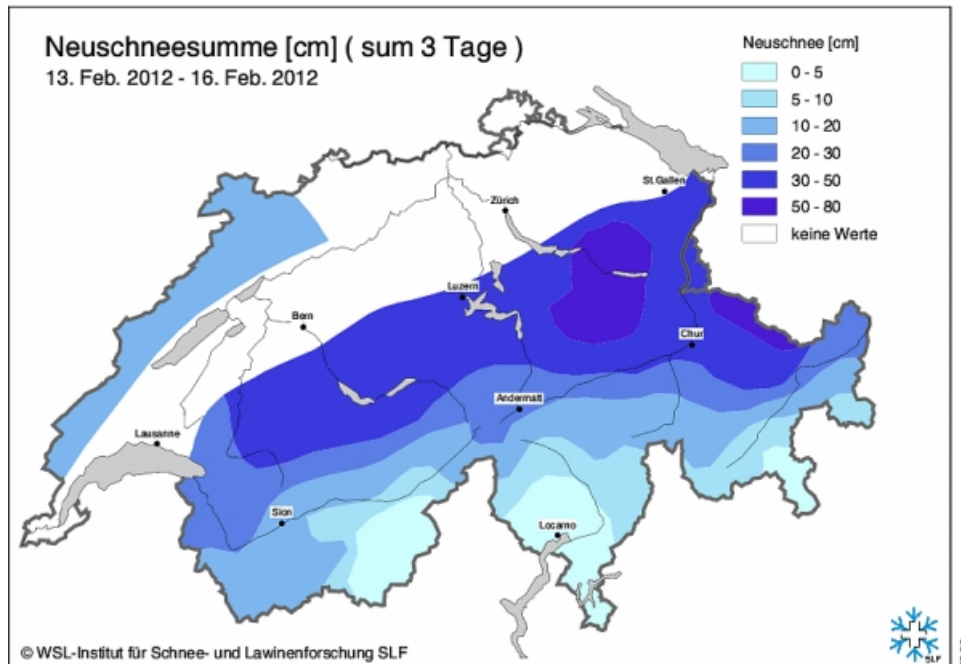 Neuschneesumme [cm] ( sum 3 Tage )
13. Feb. 2012 - 16. Feb. 2012
Neuschnee [cm]
0 - 5
5 - 10
10 - 20
20 - 30
30 - 50
50 - 80
keine Werte
St.Gallen
Zürich
Luzern
Bern
Chur
Andermatt
Lausanne
Sion
Locarno
© WSL-Institut für Schnee- und Lawinenforschung SLF
SLF